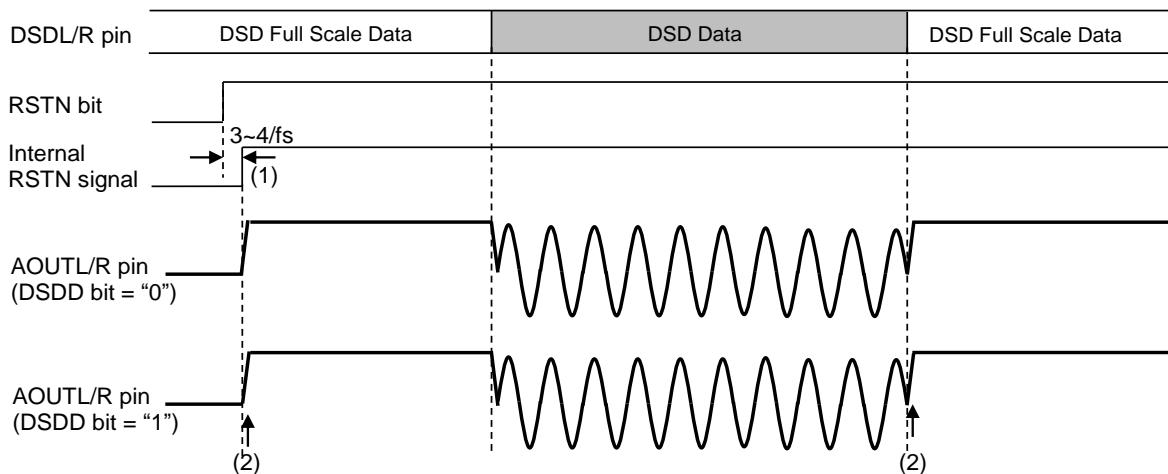 DSDL/R pin
DSD Full Scale Data
DSD Data
DSD Full Scale Data
RSTN bit
3~4/fs
Internal
RSTN signal
(1)
AOUTL/R pin
(DSDD bit = “0”)
AOUTL/R pin
(DSDD bit = “1”)
(2)
(2)